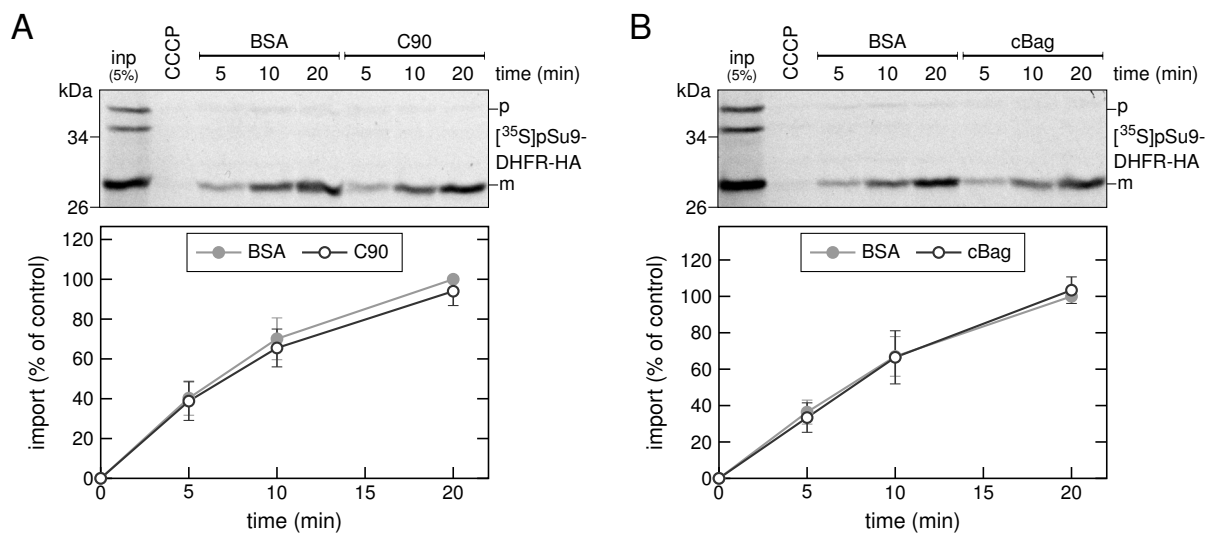 A
inp
(5%)
CCCP
BSA
C90
5 10 20 5 10 20 time (min)
kDa
34
26
p
[35S]pSu9-
DHFR-HA
m
BSA C90
import (% of control)
120
100
80
60
40
20
0
0 5 10 15 20
time (min)
B
inp
(5%)
CCCP
BSA
cBag
5 10 20 5 10 20 time (min)
kDa
34
26
p
[35S]pSu9-
DHFR-HA
m
BSA cBag
import (% of control)
120
100
80
60
40
20
0
0 5 10 15 20
time (min)